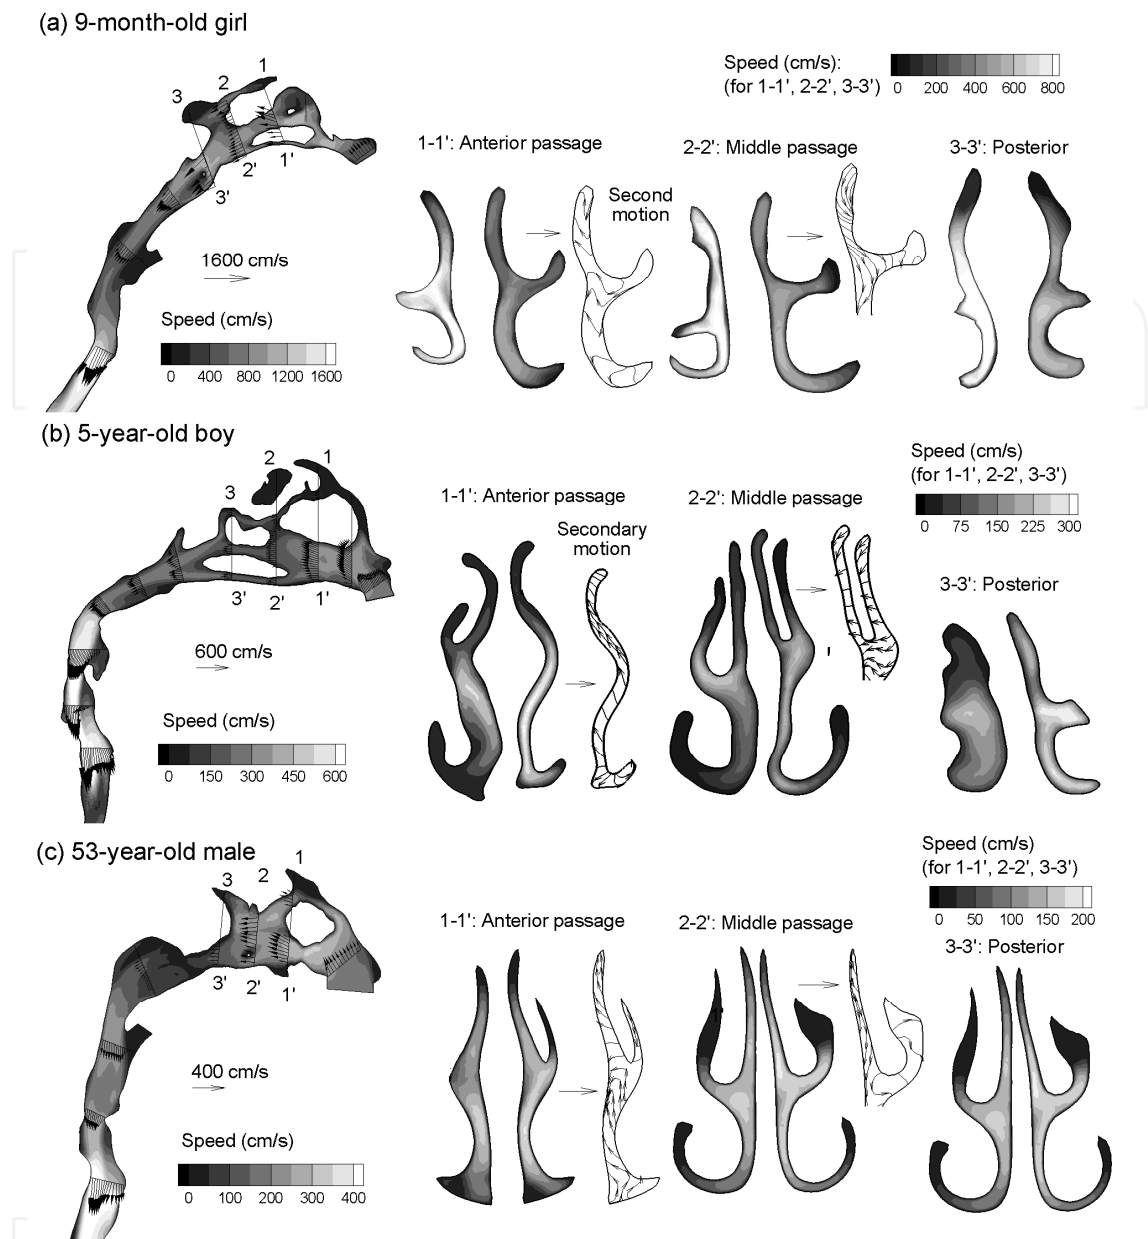 (a) 9-month-old girl
1
2
3
Speed (cm/s):
(for 1-1', 2-2', 3-3')
0 200 400 600 800
1-1': Anterior passage
2-2': Middle passage
3-3': Posterior
2'
1'
3'
Second
motion
1600 cm/s
Speed (cm/s)
0 400 800 1200 1600
(b) 5-year-old boy
2
1
3
Speed (cm/s)
(for 1-1', 2-2', 3-3')
0 75 150 225 300
1-1': Anterior passage
2-2': Middle passage
Secondary
motion
3-3': Posterior
3'
2'
1'
600 cm/s
Speed (cm/s)
0 150 300 450 600
(c) 53-year-old male
3
2
1
Speed (cm/s)
(for 1-1', 2-2', 3-3')
0 50 100 150 200
1-1': Anterior passage
2-2': Middle passage
3-3': Posterior
3'
2'
1'
400 cm/s
Speed (cm/s)
0 100 200 300 400